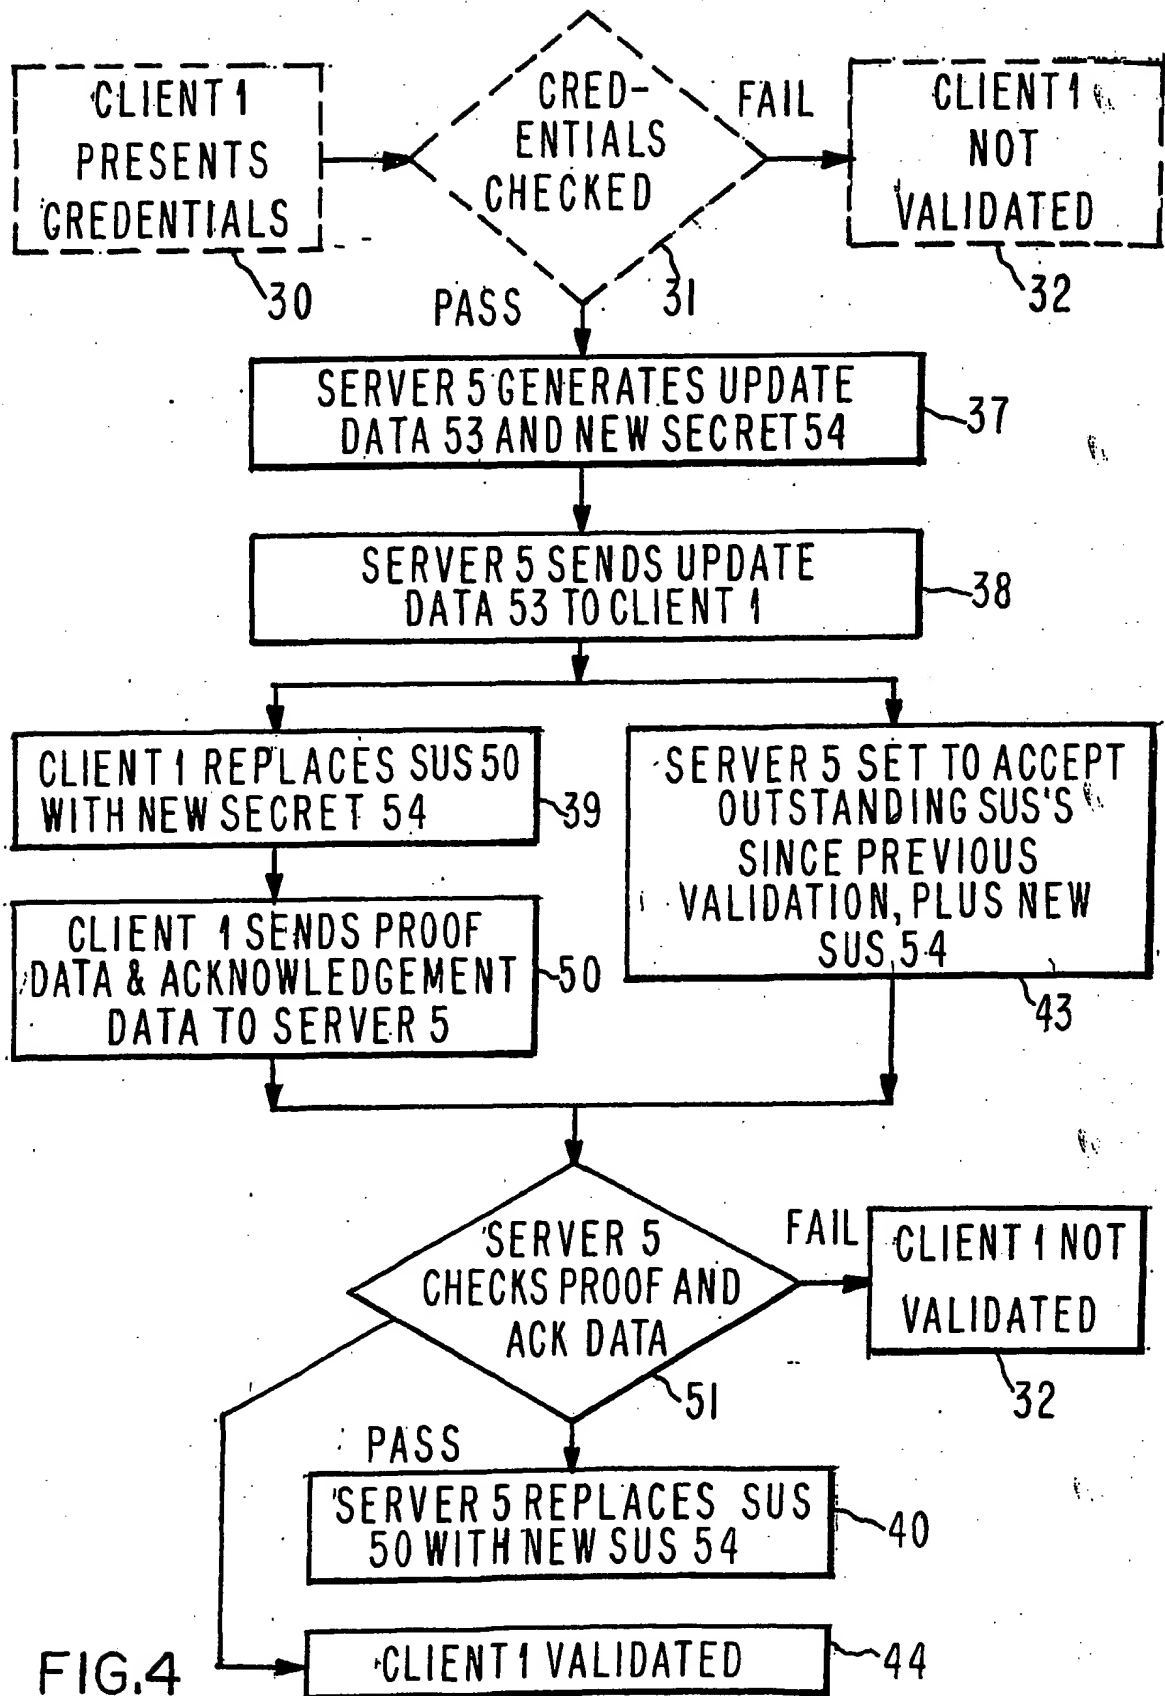 CLIENT 1
PRESENTS
CREDENTIALS
30
CRED-
ENTIALS
CHECKED
31
FAIL
CLIENT 1
NOT
VALIDATED
32
PASS
SERVER 5 GENERATES UPDATE
DATA 53 AND NEW SECRET 54
37
SERVER 5 SENDS UPDATE
DATA 53 TO CLIENT 1
38
CLIENT 1 REPLACES SUS 50
WITH NEW SECRET 54
39
SERVER 5 SET TO ACCEPT
OUTSTANDING SUS'S
SINCE PREVIOUS
VALIDATION, PLUS NEW
SUS 54
43
CLIENT 1 SENDS PROOF
DATA & ACKNOWLEDGEMENT
DATA TO SERVER 5
50
SERVER 5
CHECKS PROOF AND
ACK DATA
51
FAIL
CLIENT 1 NOT
VALIDATED
32
PASS
SERVER 5 REPLACES SUS
50 WITH NEW SUS 54
40
CLIENT 1 VALIDATED
44
FIG.4